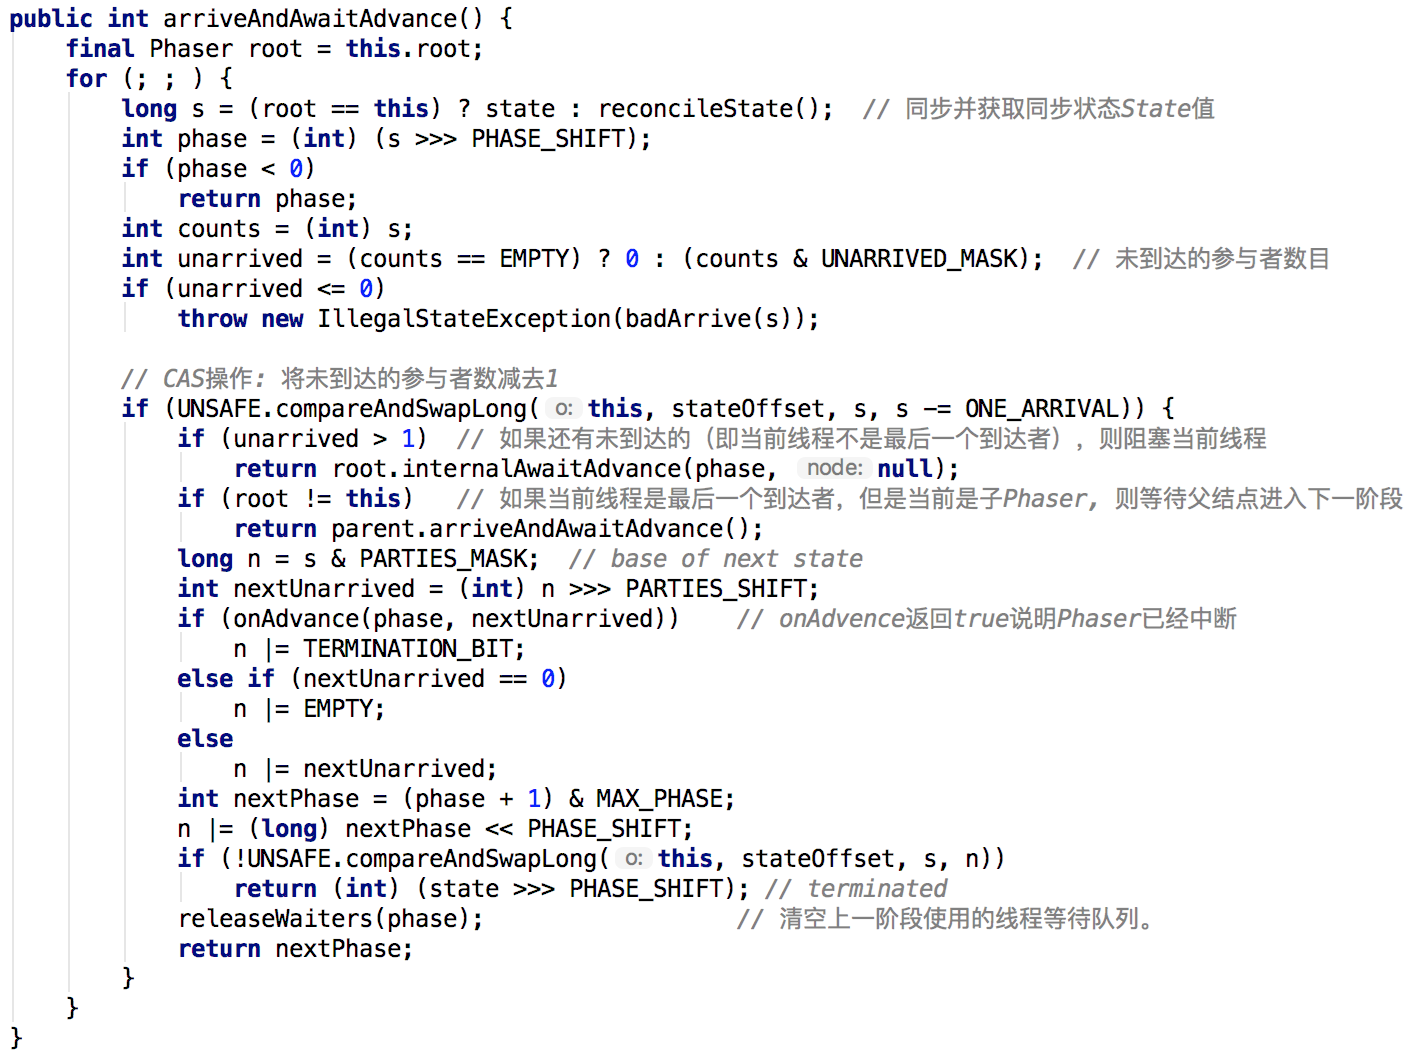 public int arriveAndAwaitAdvance() {
final Phaser root = this.root;
for (; ; ) {
long s = (root == this) ? state : reconcileState();  // 同步并获取同步状态State值
int phase = (int) (s >>> PHASE_SHIFT);
if (phase < 0)
return phase;
int counts = (int) s;
int unarrived = (counts == EMPTY) ? 0 : (counts & UNARRIVED_MASK);  // 未到达的参与者数目
if (unarrived <= 0)
throw new IllegalStateException(badArrive(s));
// CAS操作: 将未到达的参与者数减去1
if (UNSAFE.compareAndSwapLong( o: this, stateOffset, s, s -= ONE_ARRIVAL)) {
if (unarrived > 1)  // 如果还有未到达的（即当前线程不是最后一个到达者），则阻塞当前线程
return root.internalAwaitAdvance(phase,  node: null);
if (root != this)   // 如果当前线程是最后一个到达者，但是当前是子Phaser, 则等待父结点进入下一阶段
return parent.arriveAndAwaitAdvance();
long n = s & PARTIES_MASK;  // base of next state
int nextUnarrived = (int) n >>> PARTIES_SHIFT;
if (onAdvance(phase, nextUnarrived))    // onAdvence返回true说明Phaser已经中断
n |= TERMINATION_BIT;
else if (nextUnarrived == 0)
n |= EMPTY;
else
n |= nextUnarrived;
int nextPhase = (phase + 1) & MAX_PHASE;
n |= (long) nextPhase << PHASE_SHIFT;
if (!UNSAFE.compareAndSwapLong( o: this, stateOffset, s, n))
return (int) (state >>> PHASE_SHIFT); // terminated
releaseWaiters(phase);                  // 清空上一阶段使用的线程等待队列。
return nextPhase;
}
}
}